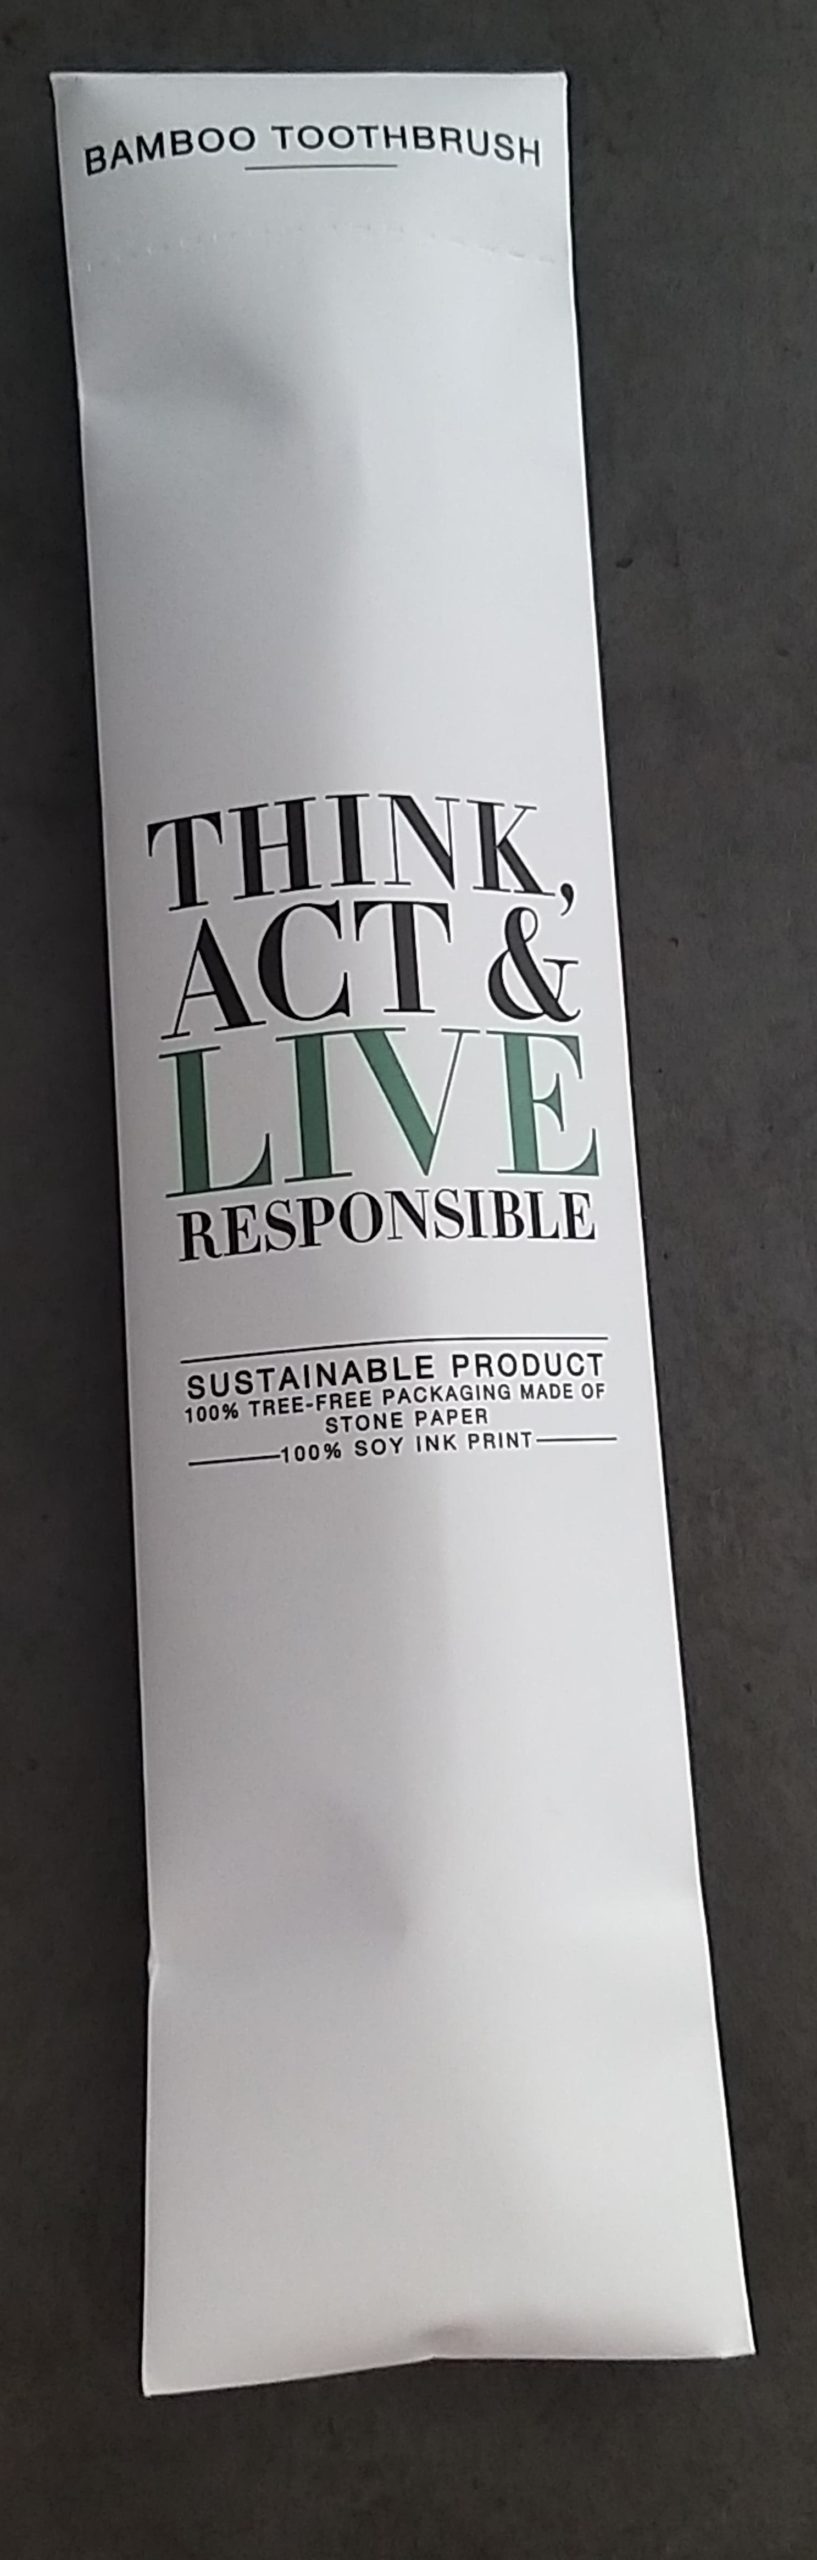 BAMBOO TOOTHBRUSH
THINK,
ACT &
LIVE
RESPONSIBLE
SUSTAINABLE PRODUCT
100% TREE-FREE PACKAGING MADE OF
STONE PAPER
100% SOY INK PRINT